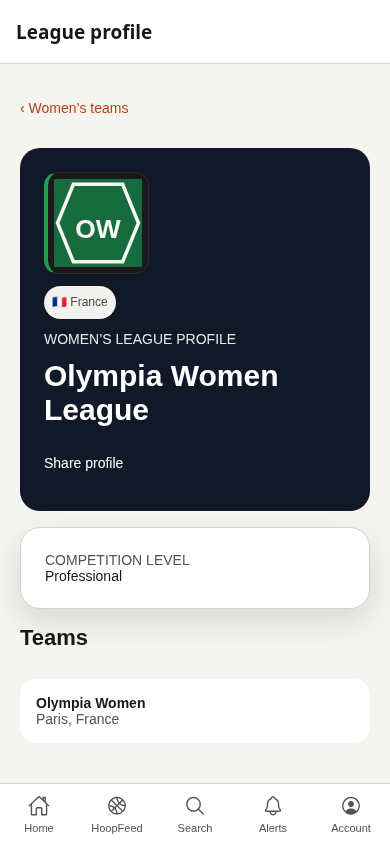 League profile
‹ Women's teams
OW
🇫🇷 France
WOMEN'S LEAGUE PROFILE
Olympia Women
League
Share profile
COMPETITION LEVEL
Professional
Teams
Olympia Women
Paris, France
Home HoopFeed Search Alerts Account